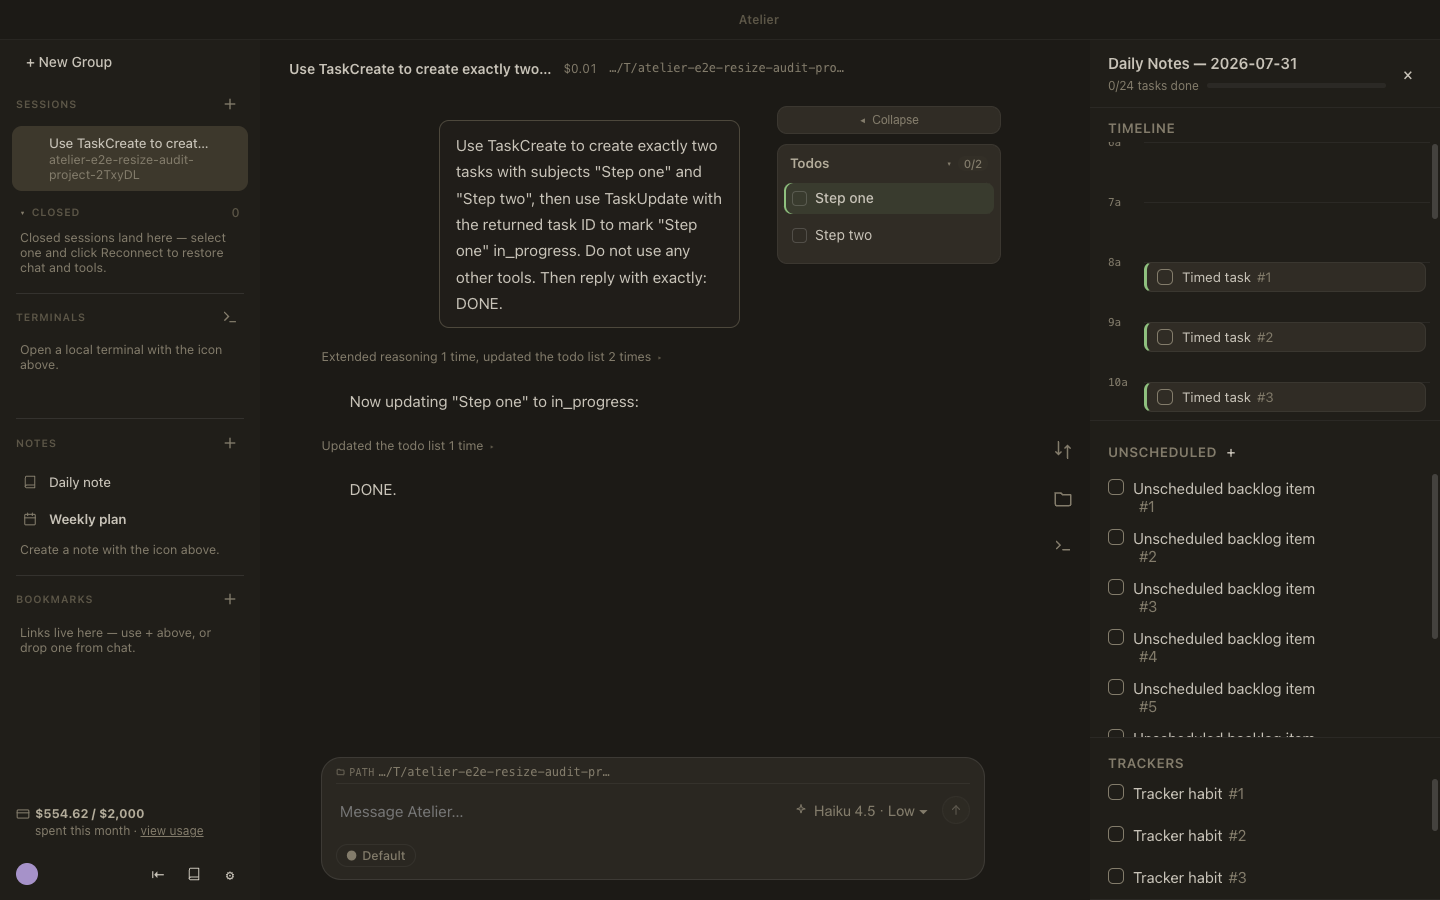 Atelier
+ New Group
SESSIONS
Use TaskCreate to creat...
atelier-e2e-resize-audit-
project-2TxyDL
CLOSED 0
Closed sessions land here — select
one and click Reconnect to restore
chat and tools.
TERMINALS
Open a local terminal with the icon
above.
NOTES
Daily note
Weekly plan
Create a note with the icon above.
BOOKMARKS
Links live here — use + above, or
drop one from chat.
$554.62 / $2,000
spent this month · view usage
Use TaskCreate to create exactly two... $0.01 …/T/atelier-e2e-resize-audit-pro…
Use TaskCreate to create exactly two
tasks with subjects "Step one" and
"Step two", then use TaskUpdate with
the returned task ID to mark "Step
one" in_progress. Do not use any
other tools. Then reply with exactly:
DONE.
Collapse
Todos 0/2
Step one
Step two
Extended reasoning 1 time, updated the todo list 2 times
Now updating "Step one" to in_progress:
Updated the todo list 1 time
DONE.
PATH …/T/atelier-e2e-resize-audit-pr…
Message Atelier...
Haiku 4.5 · Low
Default
Daily Notes — 2026-07-31
0/24 tasks done
TIMELINE
6a
7a
8a
Timed task #1
9a
Timed task #2
10a
Timed task #3
UNSCHEDULED +
Unscheduled backlog item
#1
Unscheduled backlog item
#2
Unscheduled backlog item
#3
Unscheduled backlog item
#4
Unscheduled backlog item
#5
Unscheduled backlog item
TRACKERS
Tracker habit #1
Tracker habit #2
Tracker habit #3